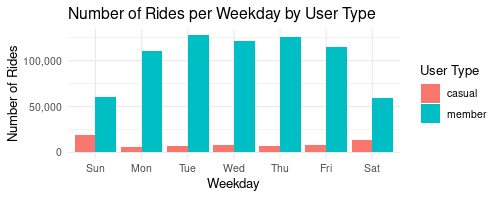 Number of Rides per Weekday by User Type
Number of Rides
100,000
50,000
0
Sun Mon Tue Wed Thu Fri Sat
Weekday
User Type
casual
member